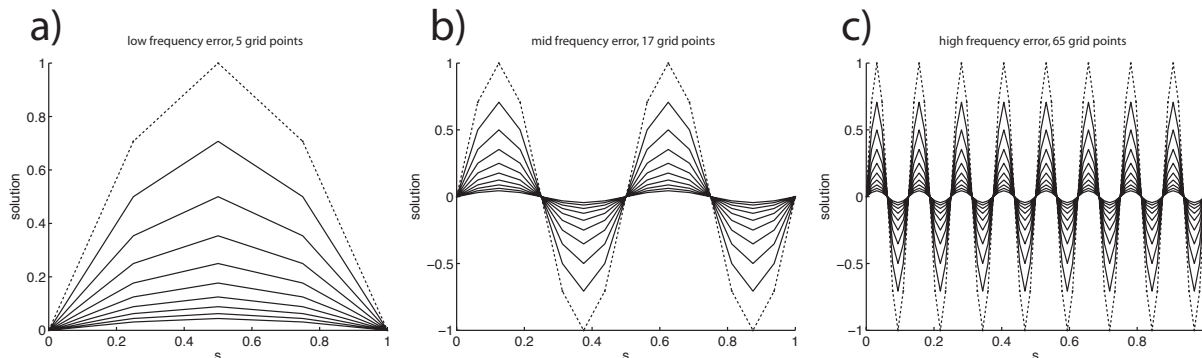 a)
low frequency error, 5 grid points
1
0.8
0.6
0.4
0.2
0
solution
0 0.2 0.4 0.6 0.8 1
s
b)
mid frequency error, 17 grid points
1
0.5
0
−0.5
−1
solution
0 0.2 0.4 0.6 0.8 1
s
c)
high frequency error, 65 grid points
1
0.5
0
−0.5
−1
solution
0 0.2 0.4 0.6 0.8
s